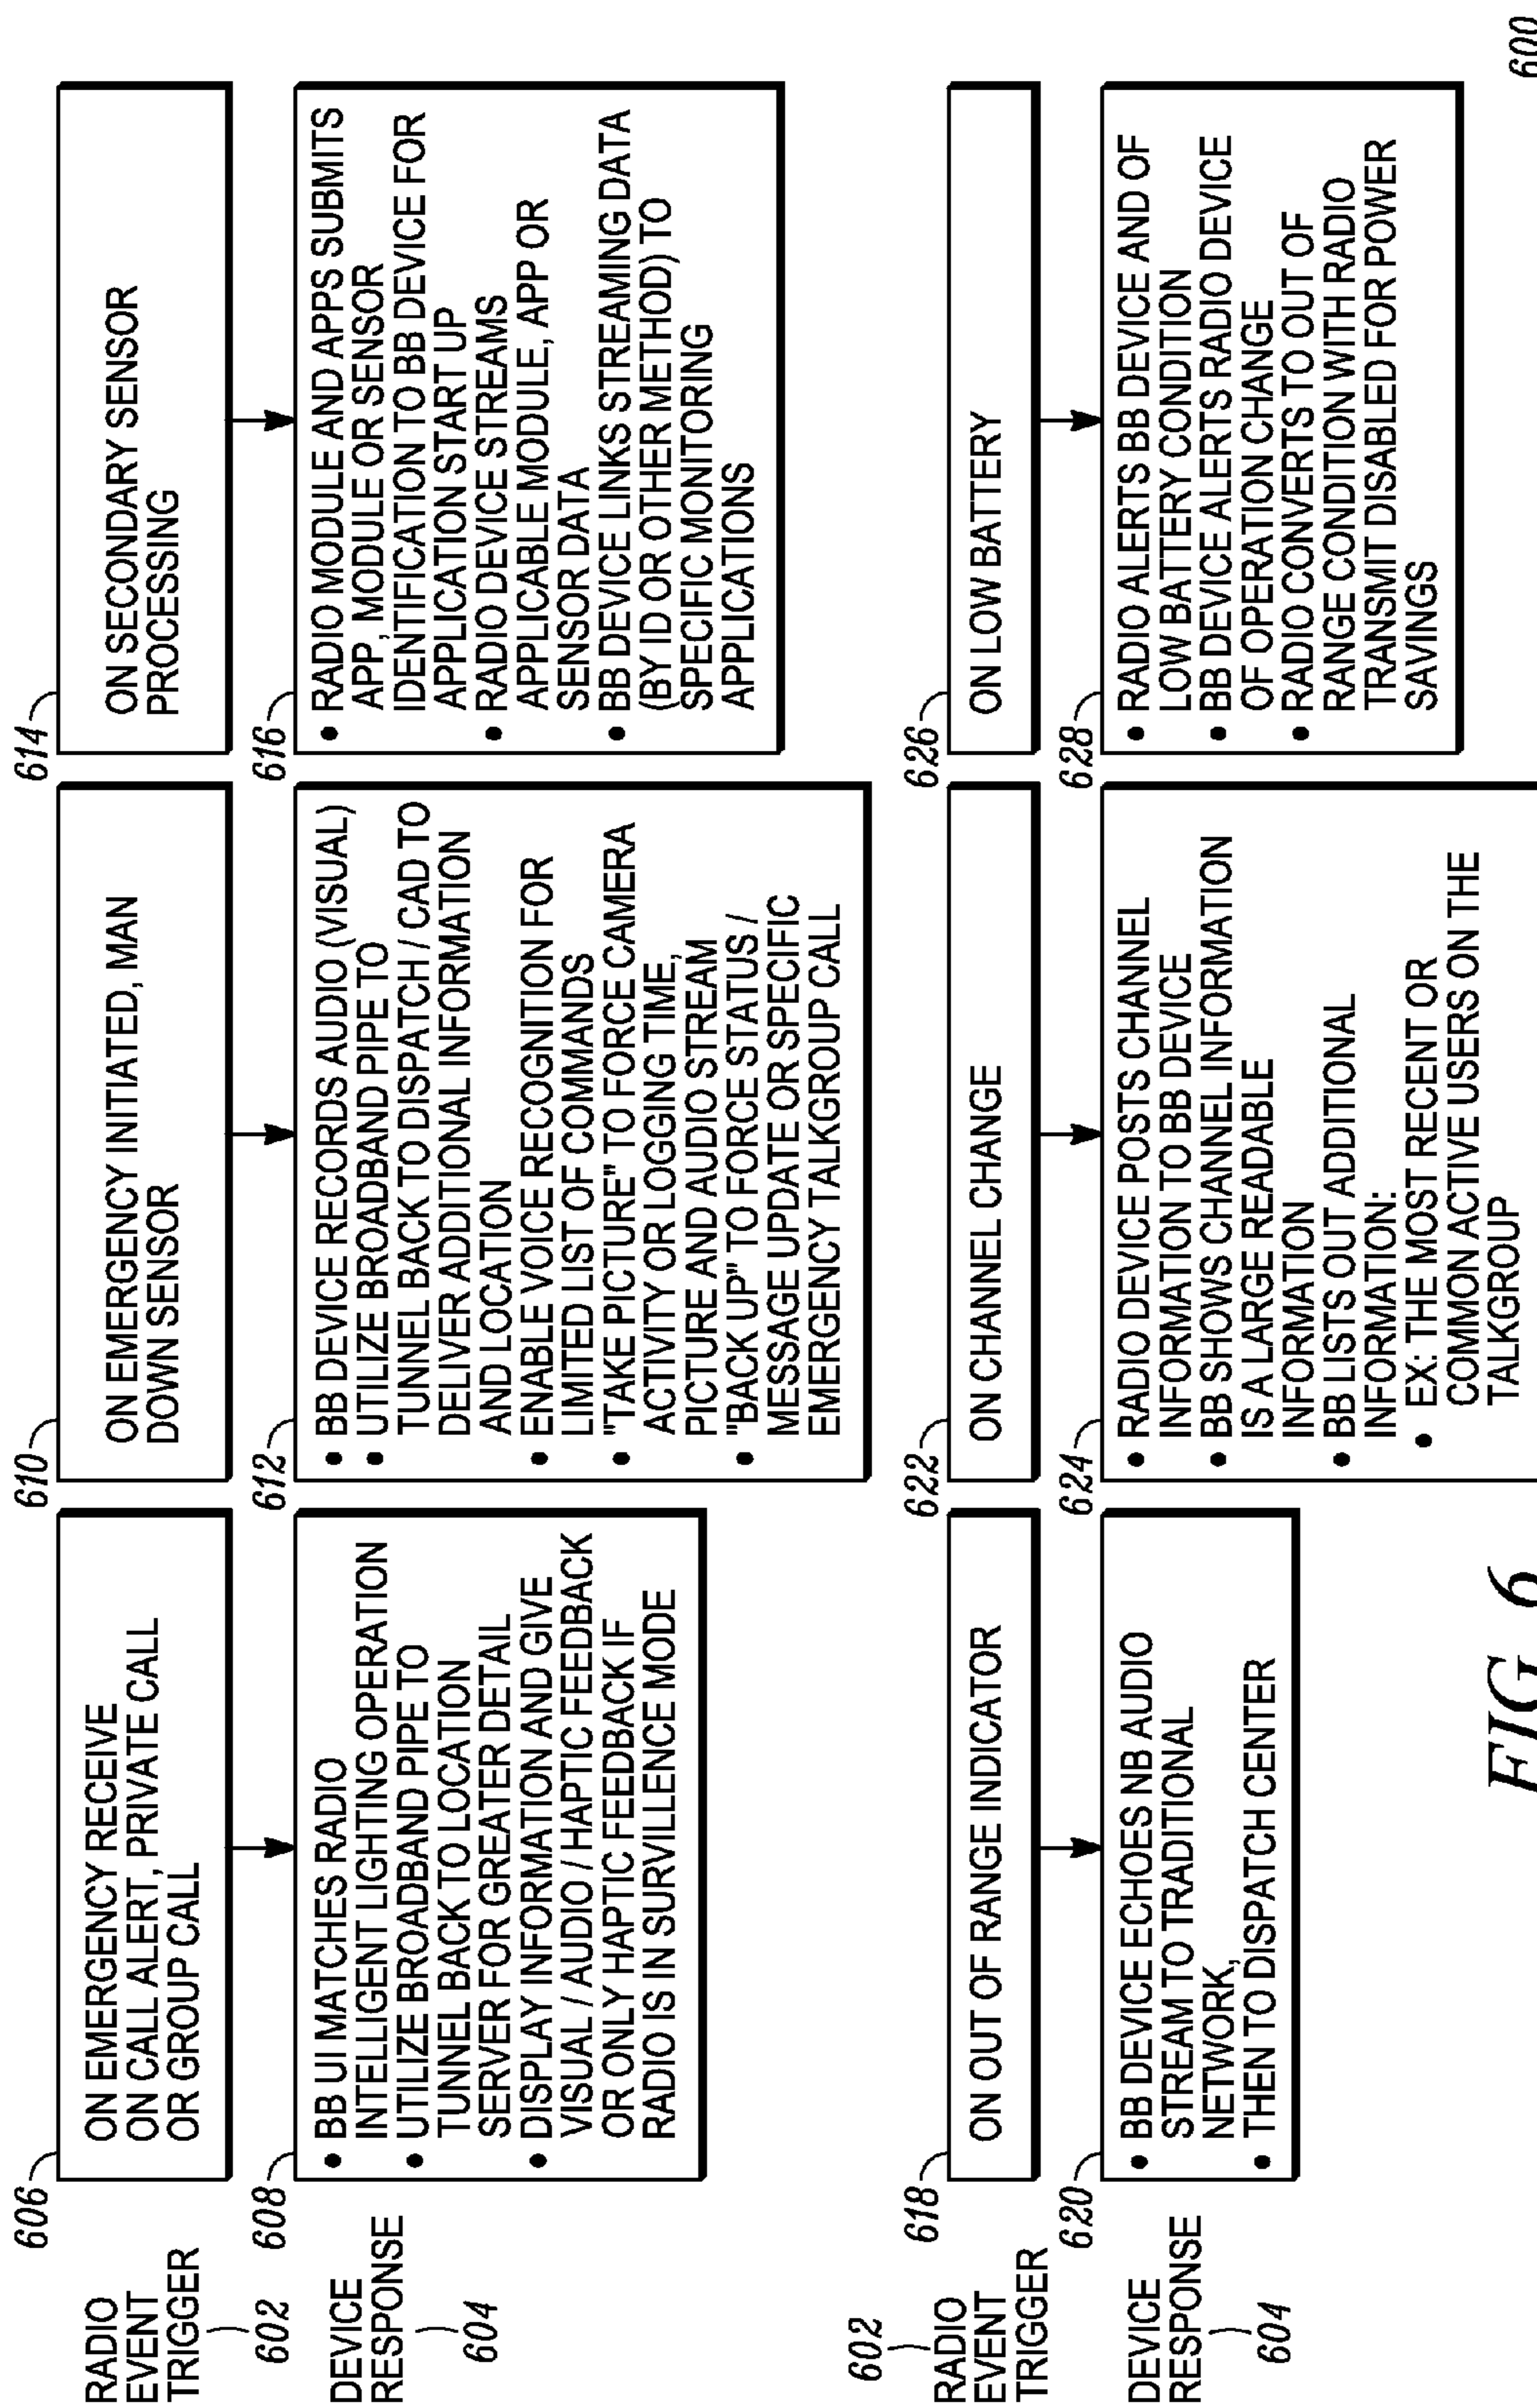 RADIO
EVENT
TRIGGER
602
606
ON EMERGENCY RECEIVE
ON CALL ALERT, PRIVATE CALL
OR GROUP CALL
610
ON EMERGENCY INITIATED, MAN
DOWN SENSOR
614
ON SECONDARY SENSOR
PROCESSING
DEVICE
RESPONSE
604
608
• BB UI MATCHES RADIO
INTELLIGENT LIGHTING OPERATION
• UTILIZE BROADBAND PIPE TO
TUNNEL BACK TO LOCATION
SERVER FOR GREATER DETAIL
• DISPLAY INFORMATION AND GIVE
VISUAL / AUDIO / HAPTIC FEEDBACK
OR ONLY HAPTIC FEEDBACK IF
RADIO IS IN SURVILLENCE MODE
612
• BB DEVICE RECORDS AUDIO (VISUAL)
• UTILIZE BROADBAND PIPE TO
TUNNEL BACK TO DISPATCH / CAD TO
DELIVER ADDITIONAL INFORMATION
AND LOCATION
• ENABLE VOICE RECOGNITION FOR
LIMITED LIST OF COMMANDS
• "TAKE PICTURE" TO FORCE CAMERA
ACTIVITY OR LOGGING TIME,
PICTURE AND AUDIO STREAM
• "BACK UP" TO FORCE STATUS /
MESSAGE UPDATE OR SPECIFIC
EMERGENCY TALKGROUP CALL
616
• RADIO MODULE AND APPS SUBMITS
APP, MODULE OR SENSOR
IDENTIFICATION TO BB DEVICE FOR
APPLICATION START UP
• RADIO DEVICE STREAMS
APPLICABLE MODULE, APP OR
SENSOR DATA
• BB DEVICE LINKS STREAMING DATA
(BY ID OR OTHER METHOD) TO
SPECIFIC MONITORING
APPLICATIONS
602
RADIO
EVENT
TRIGGER
618
ON OUT OF RANGE INDICATOR
622
ON CHANNEL CHANGE
626
ON LOW BATTERY
DEVICE
RESPONSE
604
620
• BB DEVICE ECHOES NB AUDIO
STREAM TO TRADITIONAL
NETWORK,
• THEN TO DISPATCH CENTER
624
• RADIO DEVICE POSTS CHANNEL
INFORMATION TO BB DEVICE
• BB SHOWS CHANNEL INFORMATION
IS A LARGE READABLE
INFORMATION
• BB LISTS OUT ADDITIONAL
INFORMATION:
• EX: THE MOST RECENT OR
COMMON ACTIVE USERS ON THE
TALKGROUP
628
• RADIO ALERTS BB DEVICE AND OF
LOW BATTERY CONDITION
• BB DEVICE ALERTS RADIO DEVICE
OF OPERATION CHANGE
• RADIO CONVERTS TO OUT OF
RANGE CONDITION WITH RADIO
TRANSMIT DISABLED FOR POWER
SAVINGS
FIG. 6
600